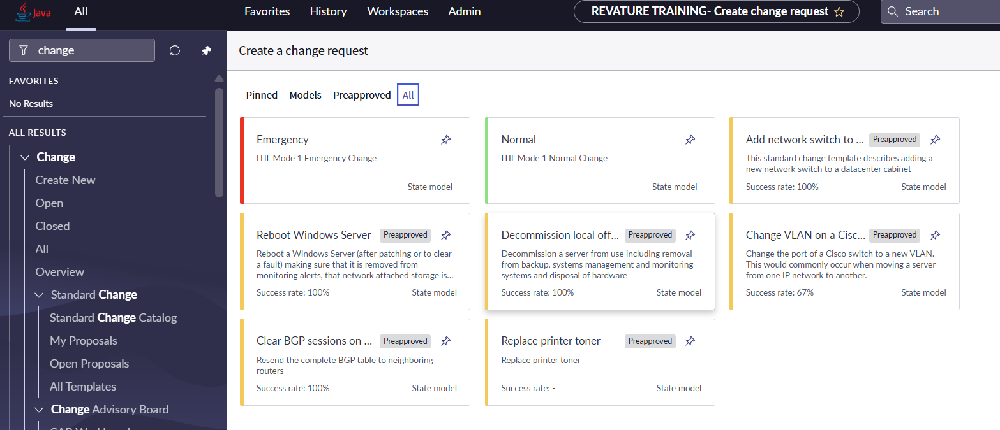 Java
All
Favorites
History
Workspaces
Admin
REVATURE TRAINING- Create change request
Search
change
FAVORITES
No Results
ALL RESULTS
Change
Create New
Open
Closed
All
Overview
Standard Change
Standard Change Catalog
My Proposals
Open Proposals
All Templates
Change Advisory Board
Create a change request
Pinned
Models
Preapproved
All
Emergency
ITIL Mode 1 Emergency Change
State model
Normal
ITIL Mode 1 Normal Change
State model
Add network switch to ... Preapproved
This standard change template describes adding a
new network switch to a datacenter cabinet
Success rate: 100% State model
Reboot Windows Server Preapproved
Reboot a Windows Server (after patching or to clear
a fault) making sure that it is removed from
monitoring alerts, that network attached storage is...
Success rate: 100% State model
Decommission local off... Preapproved
Decommission a server from use including removal
from backup, systems management and monitoring
systems and disposal of hardware
Success rate: 100% State model
Change VLAN on a Cisc... Preapproved
Change the port of a Cisco switch to a new VLAN.
This would commonly occur when moving a server
from one IP network to another.
Success rate: 67% State model
Clear BGP sessions on ... Preapproved
Resend the complete BGP table to neighboring
routers
Success rate: 100% State model
Replace printer toner Preapproved
Replace printer toner
Success rate: - State model